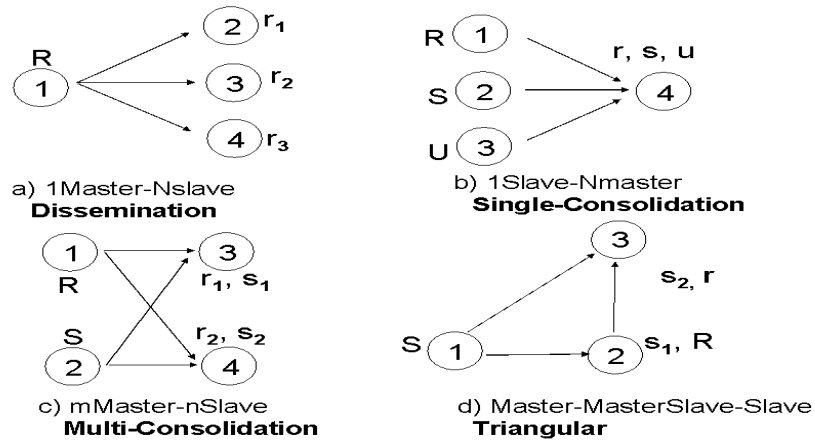 R
1
2 r1
3 r2
4 r3
a) 1Master-Nslave
Dissemination
R 1
S 2
U 3
r, s, u
4
b) 1Slave-Nmaster
Single-Consolidation
1
R
S
2
3
r1, s1
r2, s2
4
c) mMaster-nSlave
Multi-Consolidation
3
s2, r
S 1
2 s1, R
d) Master-MasterSlave-Slave
Triangular